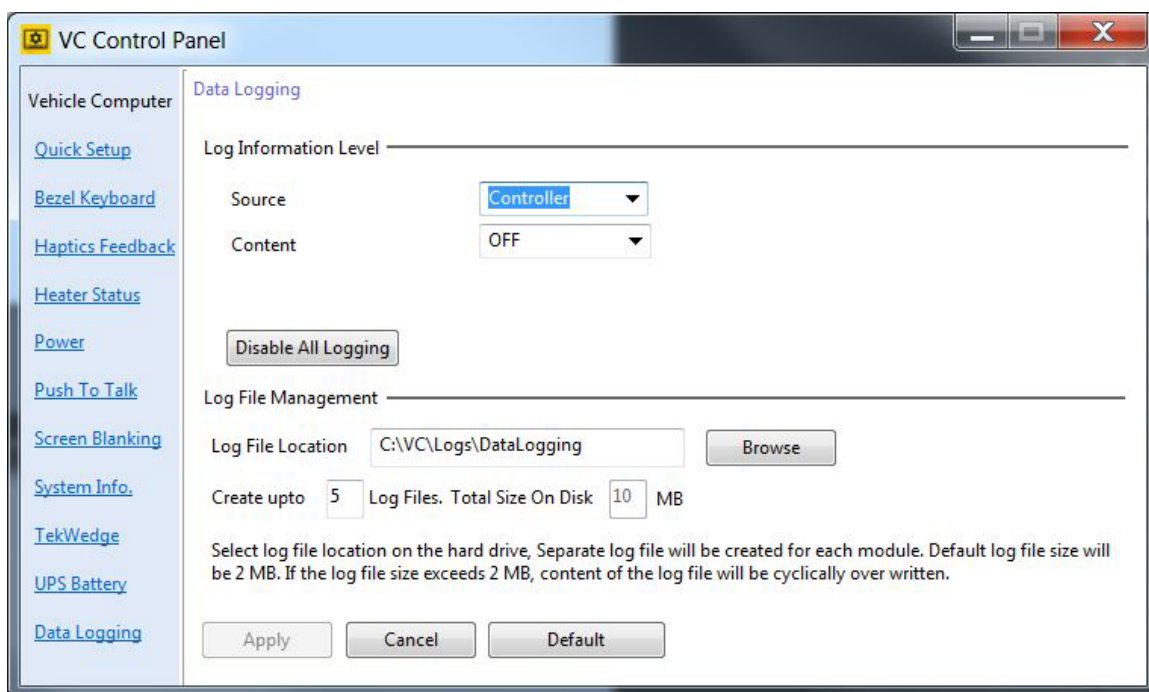 VC Control Panel
Vehicle Computer
Quick Setup
Bezel Keyboard
Haptics Feedback
Heater Status
Power
Push To Talk
Screen Blanking
System Info.
TekWedge
UPS Battery
Data Logging
Data Logging
Log Information Level
Source Controller
Content OFF
Disable All Logging
Log File Management
Log File Location C:\VC\Logs\DataLogging Browse
Create upto 5 Log Files. Total Size On Disk 10 MB
Select log file location on the hard drive, Separate log file will be created for each module. Default log file size will
be 2 MB. If the log file size exceeds 2 MB, content of the log file will be cyclically over written.
Apply Cancel Default